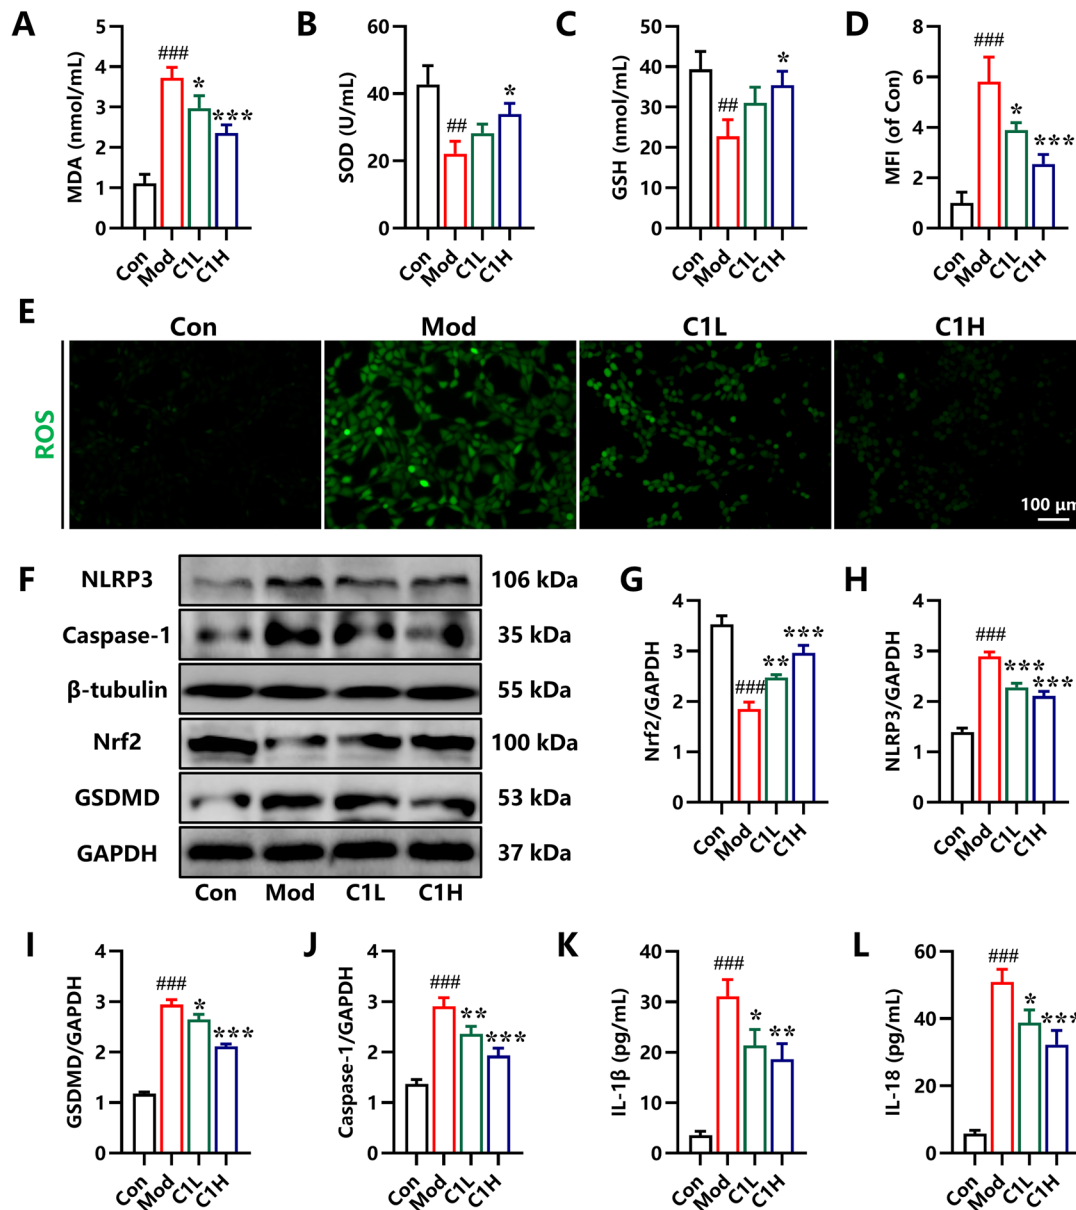 A
MDA (nmol/mL)
5
4
3
2
1
0
###
*
***
Con
Mod
C1L
C1H
B
SOD (U/mL)
60
40
20
0
##
*
Con
Mod
C1L
C1H
C
GSH (nmol/mL)
50
40
30
20
10
0
##
*
Con
Mod
C1L
C1H
D
MFI (of Con)
8
6
4
2
0
###
*
***
Con
Mod
C1L
C1H
E
Con
Mod
C1L
C1H
ROS
100 μm
F
NLRP3
106 kDa
Caspase-1
35 kDa
β-tubulin
55 kDa
Nrf2
100 kDa
GSDMD
53 kDa
GAPDH
37 kDa
Con
Mod
C1L
C1H
G
Nrf2/GAPDH
4
3
2
1
0
###
**
***
Con
Mod
C1L
C1H
H
NLRP3/GAPDH
4
3
2
1
0
###
***
***
Con
Mod
C1L
C1H
I
GSDMD/GAPDH
4
3
2
1
0
###
*
***
Con
Mod
C1L
C1H
J
Caspase-1/GAPDH
4
3
2
1
0
###
**
***
Con
Mod
C1L
C1H
K
IL-1β (pg/mL)
40
30
20
10
0
###
*
**
Con
Mod
C1L
C1H
L
IL-18 (pg/mL)
60
40
20
0
###
*
***
Con
Mod
C1L
C1H